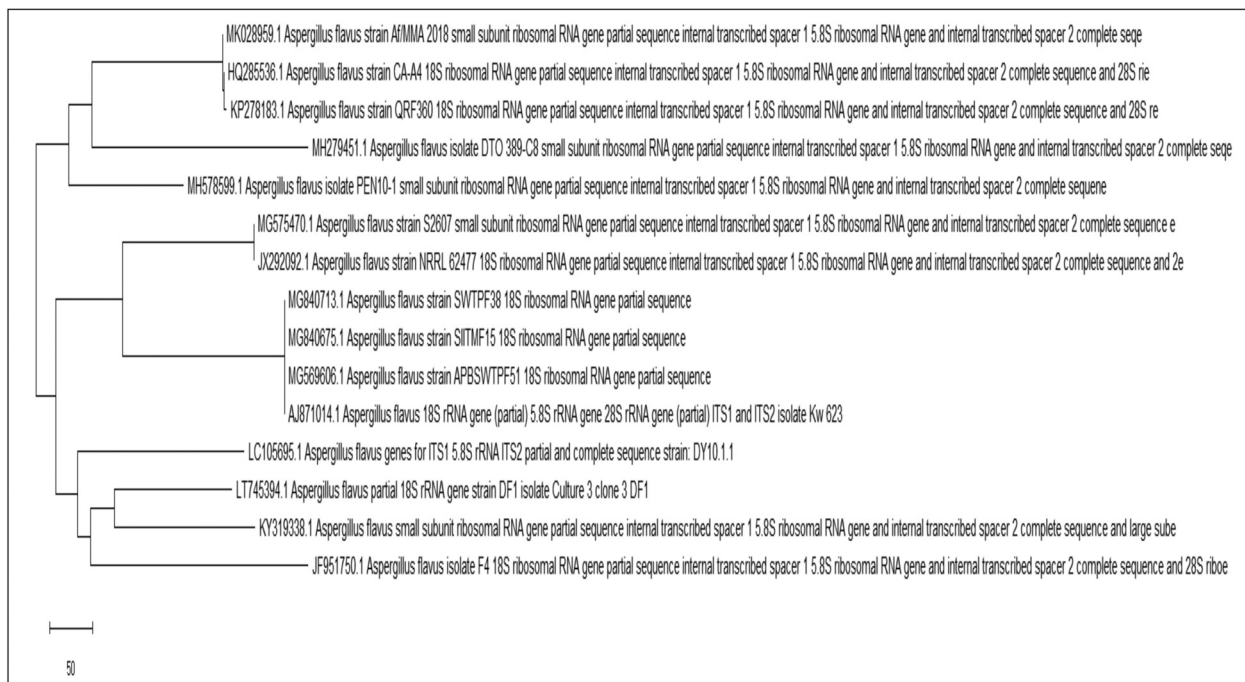 MK028959.1 Aspergillus flavus strain Af/MMA 2018 small subunit ribosomal RNA gene partial sequence internal transcribed spacer 1 5.8S ribosomal RNA gene and internal transcribed spacer 2 complete seqe
HQ285536.1 Aspergillus flavus strain CA-A4 18S ribosomal RNA gene partial sequence internal transcribed spacer 1 5.8S ribosomal RNA gene and internal transcribed spacer 2 complete sequence and 28S rie
KP278183.1 Aspergillus flavus strain QRF360 18S ribosomal RNA gene partial sequence internal transcribed spacer 1 5.8S ribosomal RNA gene and internal transcribed spacer 2 complete sequence and 28S re
MH279451.1 Aspergillus flavus isolate DTO 389-C8 small subunit ribosomal RNA gene partial sequence internal transcribed spacer 1 5.8S ribosomal RNA gene and internal transcribed spacer 2 complete seqe
MH578599.1 Aspergillus flavus isolate PEN10-1 small subunit ribosomal RNA gene partial sequence internal transcribed spacer 1 5.8S ribosomal RNA gene and internal transcribed spacer 2 complete sequene
MG575470.1 Aspergillus flavus strain S2607 small subunit ribosomal RNA gene partial sequence internal transcribed spacer 1 5.8S ribosomal RNA gene and internal transcribed spacer 2 complete sequence e
JX292092.1 Aspergillus flavus strain NRRL 62477 18S ribosomal RNA gene partial sequence internal transcribed spacer 1 5.8S ribosomal RNA gene and internal transcribed spacer 2 complete sequence and 2e
MG840713.1 Aspergillus flavus strain SWTPF38 18S ribosomal RNA gene partial sequence
MG840675.1 Aspergillus flavus strain SIITMF15 18S ribosomal RNA gene partial sequence
MG569606.1 Aspergillus flavus strain APBSWTPF51 18S ribosomal RNA gene partial sequence
AJ871014.1 Aspergillus flavus 18S rRNA gene (partial) 5.8S rRNA gene 28S rRNA gene (partial) ITS1 and ITS2 isolate Kw 623
LC105695.1 Aspergillus flavus genes for ITS1 5.8S rRNA ITS2 partial and complete sequence strain: DY10.1.1
LT745394.1 Aspergillus flavus partial 18S rRNA gene strain DF1 isolate Culture 3 clone 3 DF1
KY319338.1 Aspergillus flavus small subunit ribosomal RNA gene partial sequence internal transcribed spacer 1 5.8S ribosomal RNA gene and internal transcribed spacer 2 complete sequence and large sube
JF951750.1 Aspergillus flavus isolate F4 18S ribosomal RNA gene partial sequence internal transcribed spacer 1 5.8S ribosomal RNA gene and internal transcribed spacer 2 complete sequence and 28S riboe
50